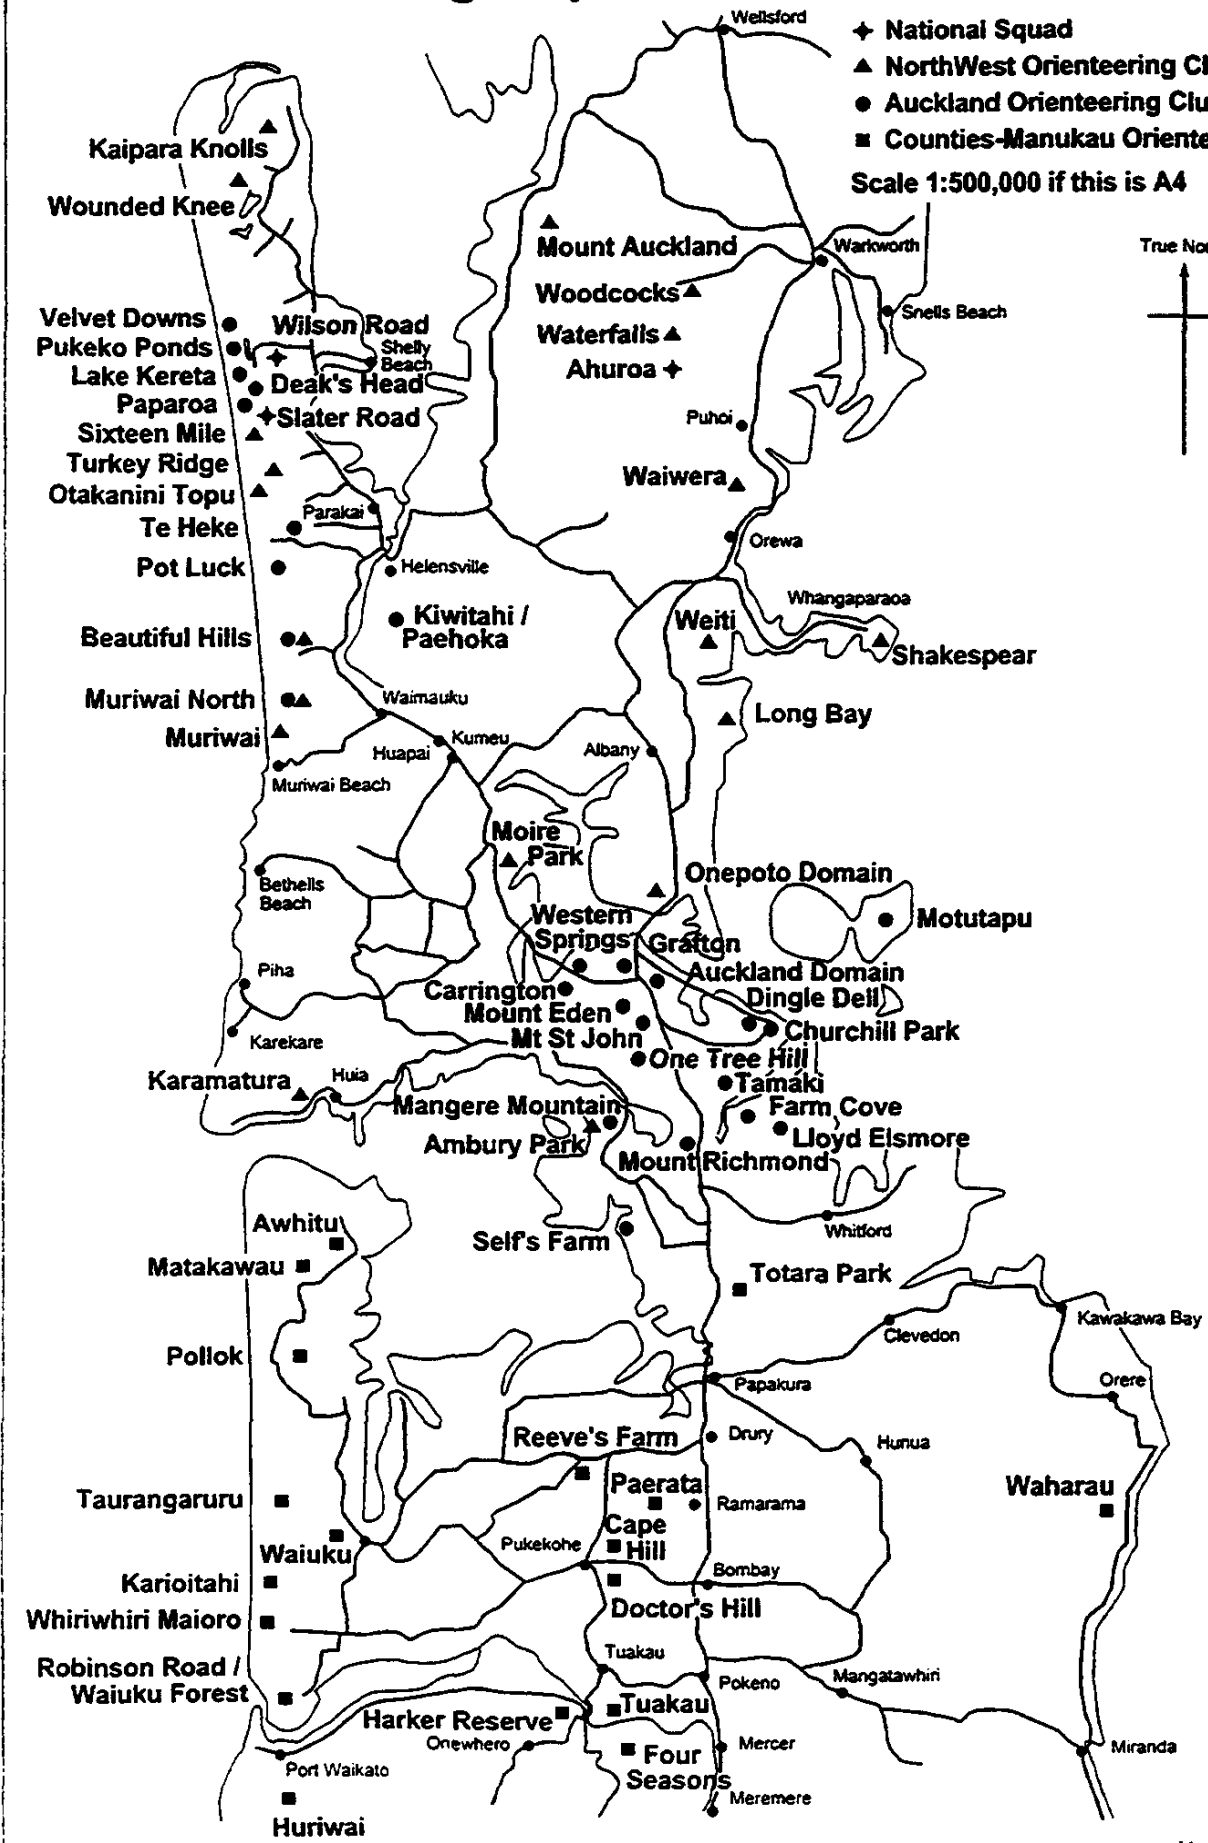 Wellsford
National Squad
NorthWest Orienteering Cl
Auckland Orienteering Clu
Counties-Manukau Oriente
Scale 1:500,000 if this is A4
True No
Kaipara Knolls
Wounded Knee
Mount Auckland
Warkworth
Woodcocks
Snells Beach
Velvet Downs
Wilson Road
Waterfalls
Pukeko Ponds
Shelly
Beach
Ahuroa
Lake Kereta
Deak's Head
Paparoa
Slater Road
Puhoi
Sixteen Mile
Turkey Ridge
Waiwera
Otakanini Topu
Parakai
Te Heke
Orewa
Pot Luck
Helensville
Whangaparaoa
Kiwitahi /
Paehoka
Weiti
Beautiful Hills
Shakespear
Muriwai North
Waimauku
Long Bay
Muriwai
Kumeu
Huapai
Albany
Muriwai Beach
Moire
Park
Onepoto Domain
Bethells
Beach
Western
Springs
Motutapu
Grafton
Piha
Auckland Domain
Carrington
Dingle Dell
Mount Eden
Churchill Park
Karekare
Mt St John
One Tree Hill
Karamatura
Huia
Tamaki
Mangere Mountain
Farm Cove
Ambury Park
Lloyd Elsmore
Mount Richmond
Awhitu
Whitford
Self's Farm
Matakawau
Totara Park
Kawakawa Bay
Clevedon
Pollok
Papakura
Orere
Reeve's Farm
Drury
Hunua
Taurangaruru
Paerata
Ramarama
Waharau
Cape
Hill
Waiuku
Pukekohe
Karioitahi
Bombay
Whiriwhiri Maioro
Doctor's Hill
Robinson Road /
Waiuku Forest
Tuakau
Pokeno
Mangatawhiri
Harker Reserve
Tuakau
Onewhero
Mercer
Miranda
Port Waikato
Four
Seasons
Meremere
Huriwai